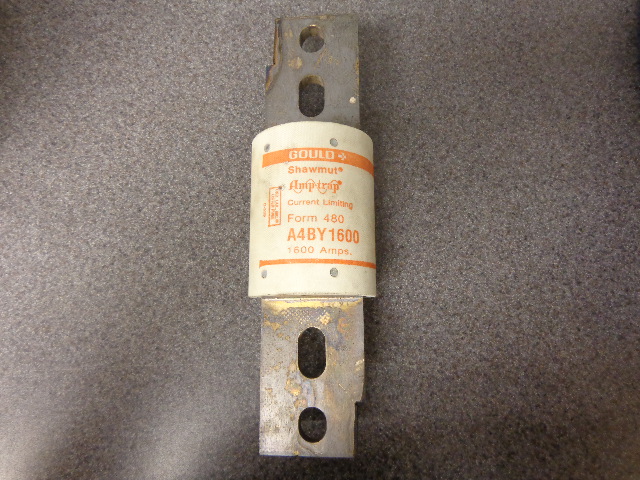 GOULD
Shawmut®
Amp-trap®
Current Limiting
Form 480
A4BY1600
1600 Amps.